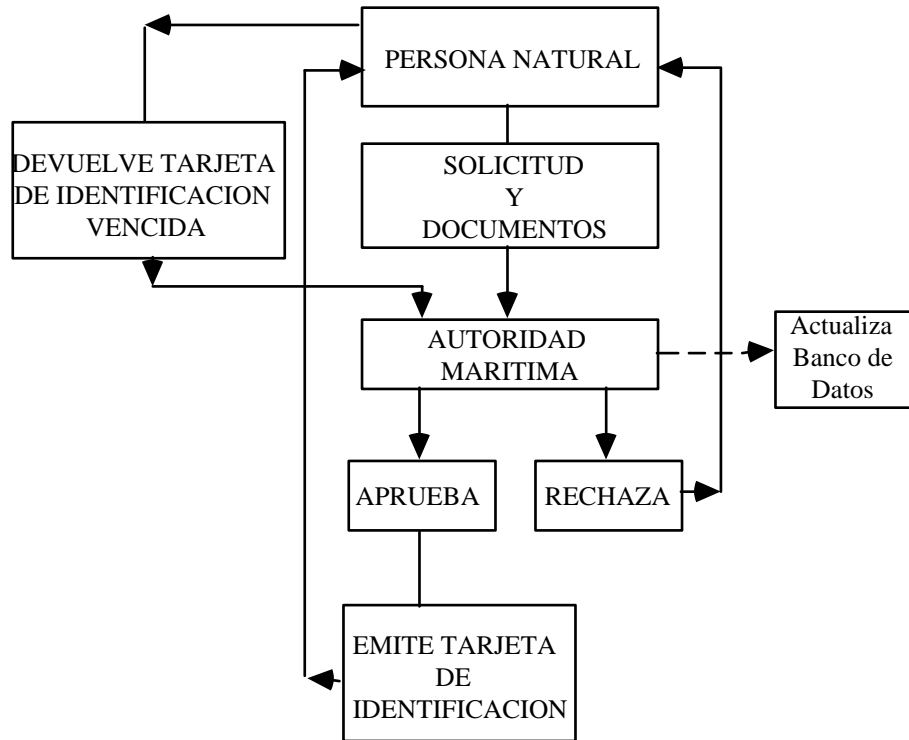 PERSONA NATURAL
DEVUELVE TARJETA
DE IDENTIFICACION
VENCIDA
SOLICITUD
Y
DOCUMENTOS
AUTORIDAD
MARITIMA
Actualiza
Banco de
Datos
APRUEBA
RECHAZA
EMITE TARJETA
DE
IDENTIFICACION